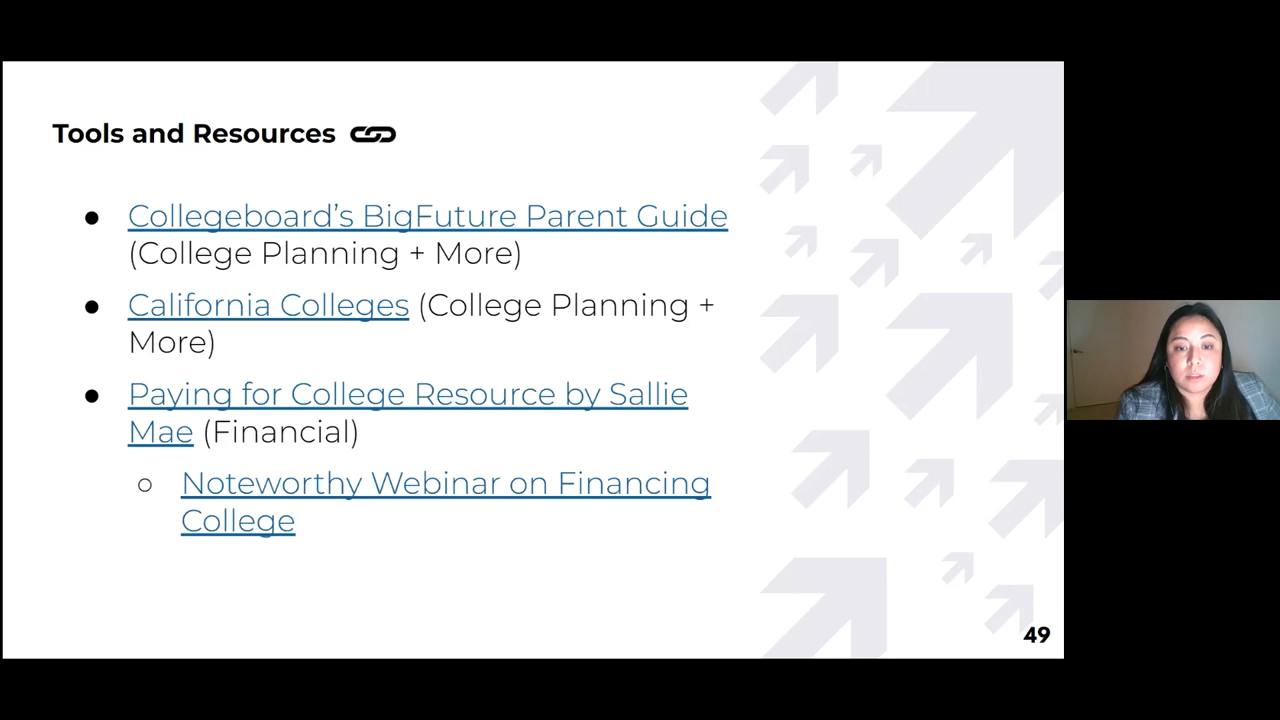 Tools and Resources
● Collegeboard’s BigFuture Parent Guide
(College Planning + More)
● California Colleges (College Planning +
More)
● Paying for College Resource by Sallie
Mae (Financial)
○ Noteworthy Webinar on Financing
College
49